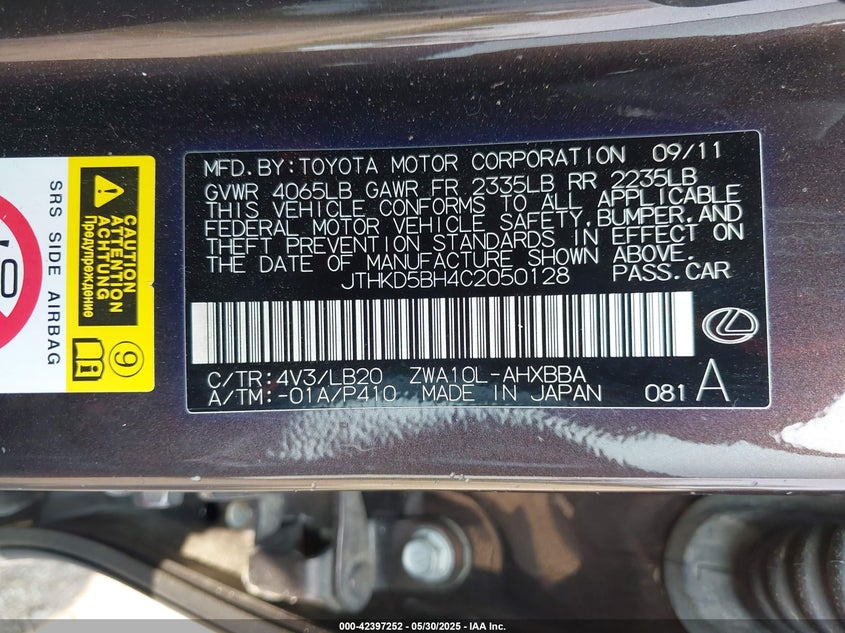 MFD.BY:TOYOTA MOTOR CORPORATION 09/11
GVWR 4065LB GAWR FR 2335LB RR 2235LB
THIS VEHICLE CONFORMS TO ALL APPLICABLE
FEDERAL MOTOR VEHICLE SAFETY,BUMPER,AND
THEFT PREVENTION STANDARDS IN EFFECT ON
THE DATE OF MANUFACTURE SHOWN ABOVE.
JTHKD5BH4C2050128 PASS.CAR
C/TR:4V3/LB20 ZWA10L-AHXBBA
A/TM:-01A/P410 MADE IN JAPAN 081 A
CAUTION
ATTENTION
ACHTUNG
Предупреждение
SRS SIDE AIRBAG
9
000-42397252 - 05/30/2025 - IAA Inc.